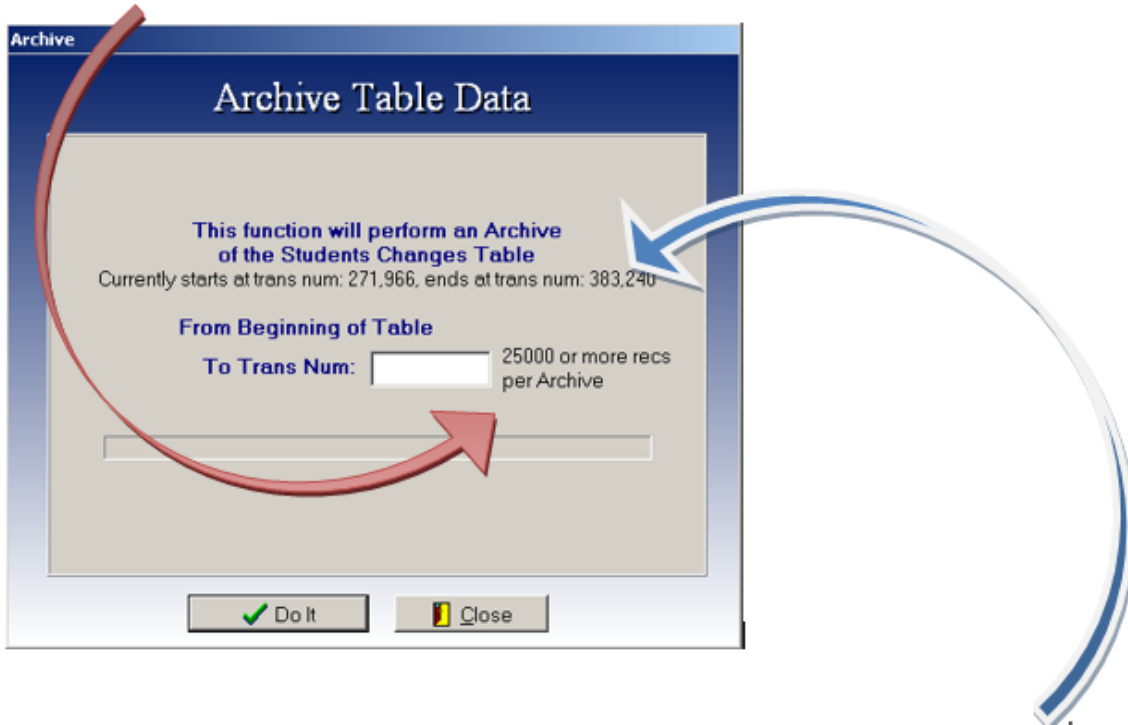 Archive
Archive Table Data
This function will perform an Archive
of the Students Changes Table
Currently starts at trans num: 271,966, ends at trans num: 383,240
From Beginning of Table
To Trans Num:
25000 or more recs
per Archive
Do It
Close